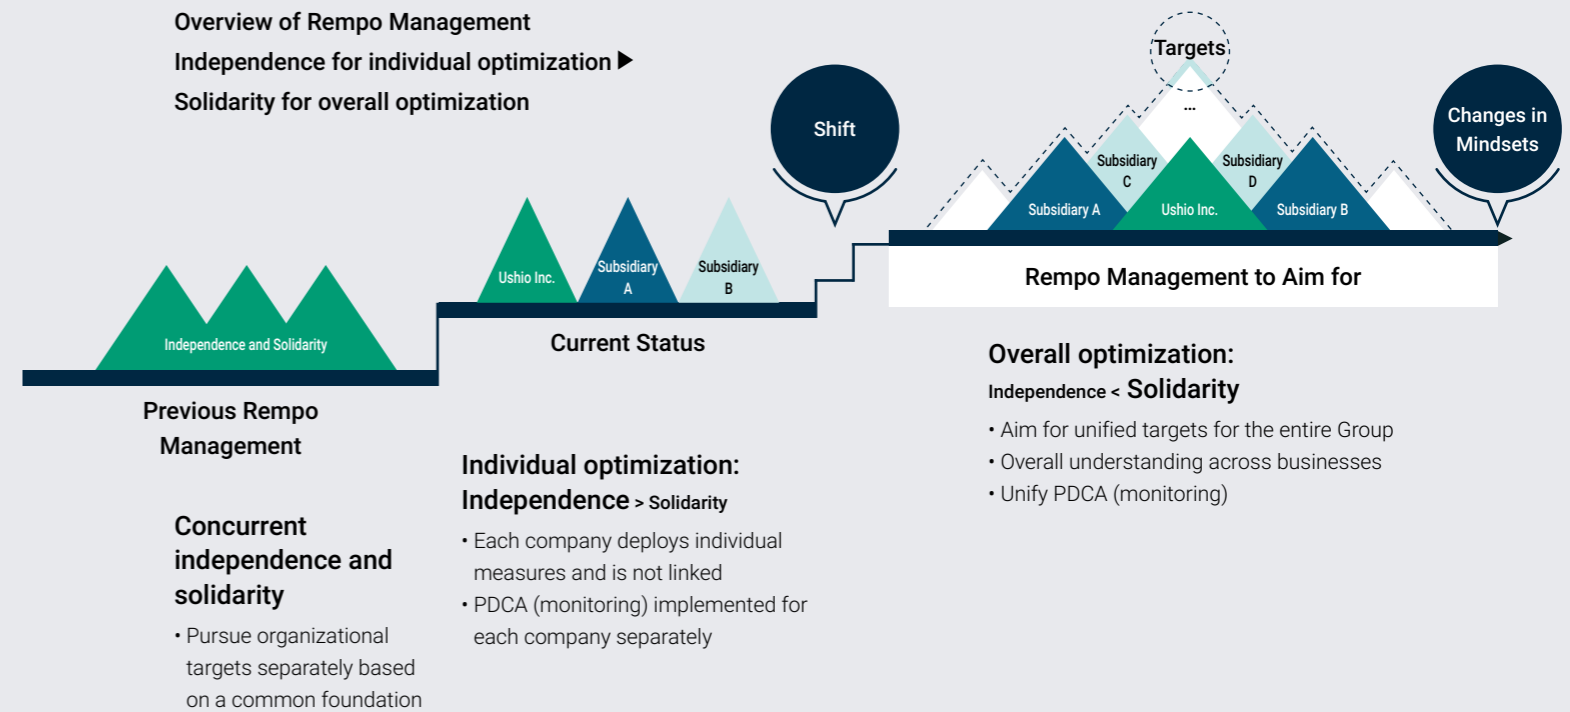 Overview of Rempo Management
Independence for individual optimization ▶
Solidarity for overall optimization
Independence and Solidarity
Previous Rempo
Management
Concurrent
independence and
solidarity
• Pursue organizational
targets separately based
on a common foundation
Ushio Inc.
Subsidiary
A
Subsidiary
B
Current Status
Individual optimization:
Independence > Solidarity
• Each company deploys individual
measures and is not linked
• PDCA (monitoring) implemented for
each company separately
Shift
Targets
...
Subsidiary
C
Subsidiary
D
Subsidiary A
Ushio Inc.
Subsidiary B
Changes in
Mindsets
Rempo Management to Aim for
Overall optimization:
Independence < Solidarity
• Aim for unified targets for the entire Group
• Overall understanding across businesses
• Unify PDCA (monitoring)